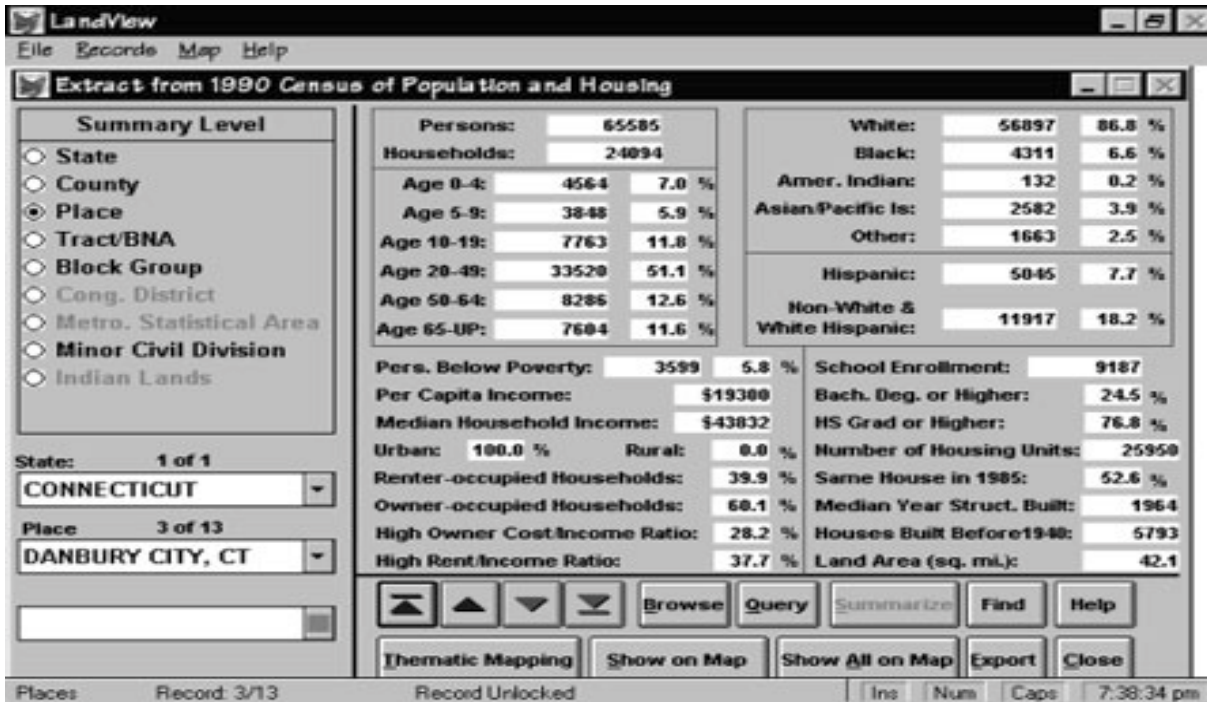 LandView
File Records Map Help
Extract from 1990 Census of Population and Housing
Summary Level
State
County
Place
Tract/BNA
Block Group
Cong. District
Metro. Statistical Area
Minor Civil Division
Indian Lands
State: 1 of 1
CONNECTICUT
Place 3 of 13
DANBURY CITY, CT
Persons: 65585
Households: 24094
Age 0-4: 4564 7.0 %
Age 5-9: 3848 5.9 %
Age 10-19: 7763 11.8 %
Age 20-49: 33520 51.1 %
Age 50-64: 8286 12.6 %
Age 65-UP: 7604 11.6 %
White: 56897 86.8 %
Black: 4311 6.6 %
Amer. Indian: 132 0.2 %
Asian/Pacific Is: 2582 3.9 %
Other: 1663 2.5 %
Hispanic: 5045 7.7 %
Non-White &
White Hispanic: 11917 18.2 %
Pers. Below Poverty: 3599 5.8 %
Per Capita Income: $19300
Median Household Income: $43832
Urban: 100.0 % Rural: 0.0 %
Renter-occupied Households: 39.9 %
Owner-occupied Households: 60.1 %
High Owner Cost/Income Ratio: 28.2 %
High Rent/Income Ratio: 37.7 %
School Enrollment: 9187
Bach. Deg. or Higher: 24.5 %
HS Grad or Higher: 76.8 %
Number of Housing Units: 25950
Same House in 1985: 52.6 %
Median Year Struct. Built: 1964
Houses Built Before1940: 5793
Land Area (sq. mi.): 42.1
Browse Query Summarize Find Help
Thematic Mapping Show on Map Show All on Map Export Close
Places Record: 3/13 Record Unlocked Ins Num Caps 7:38:34 pm